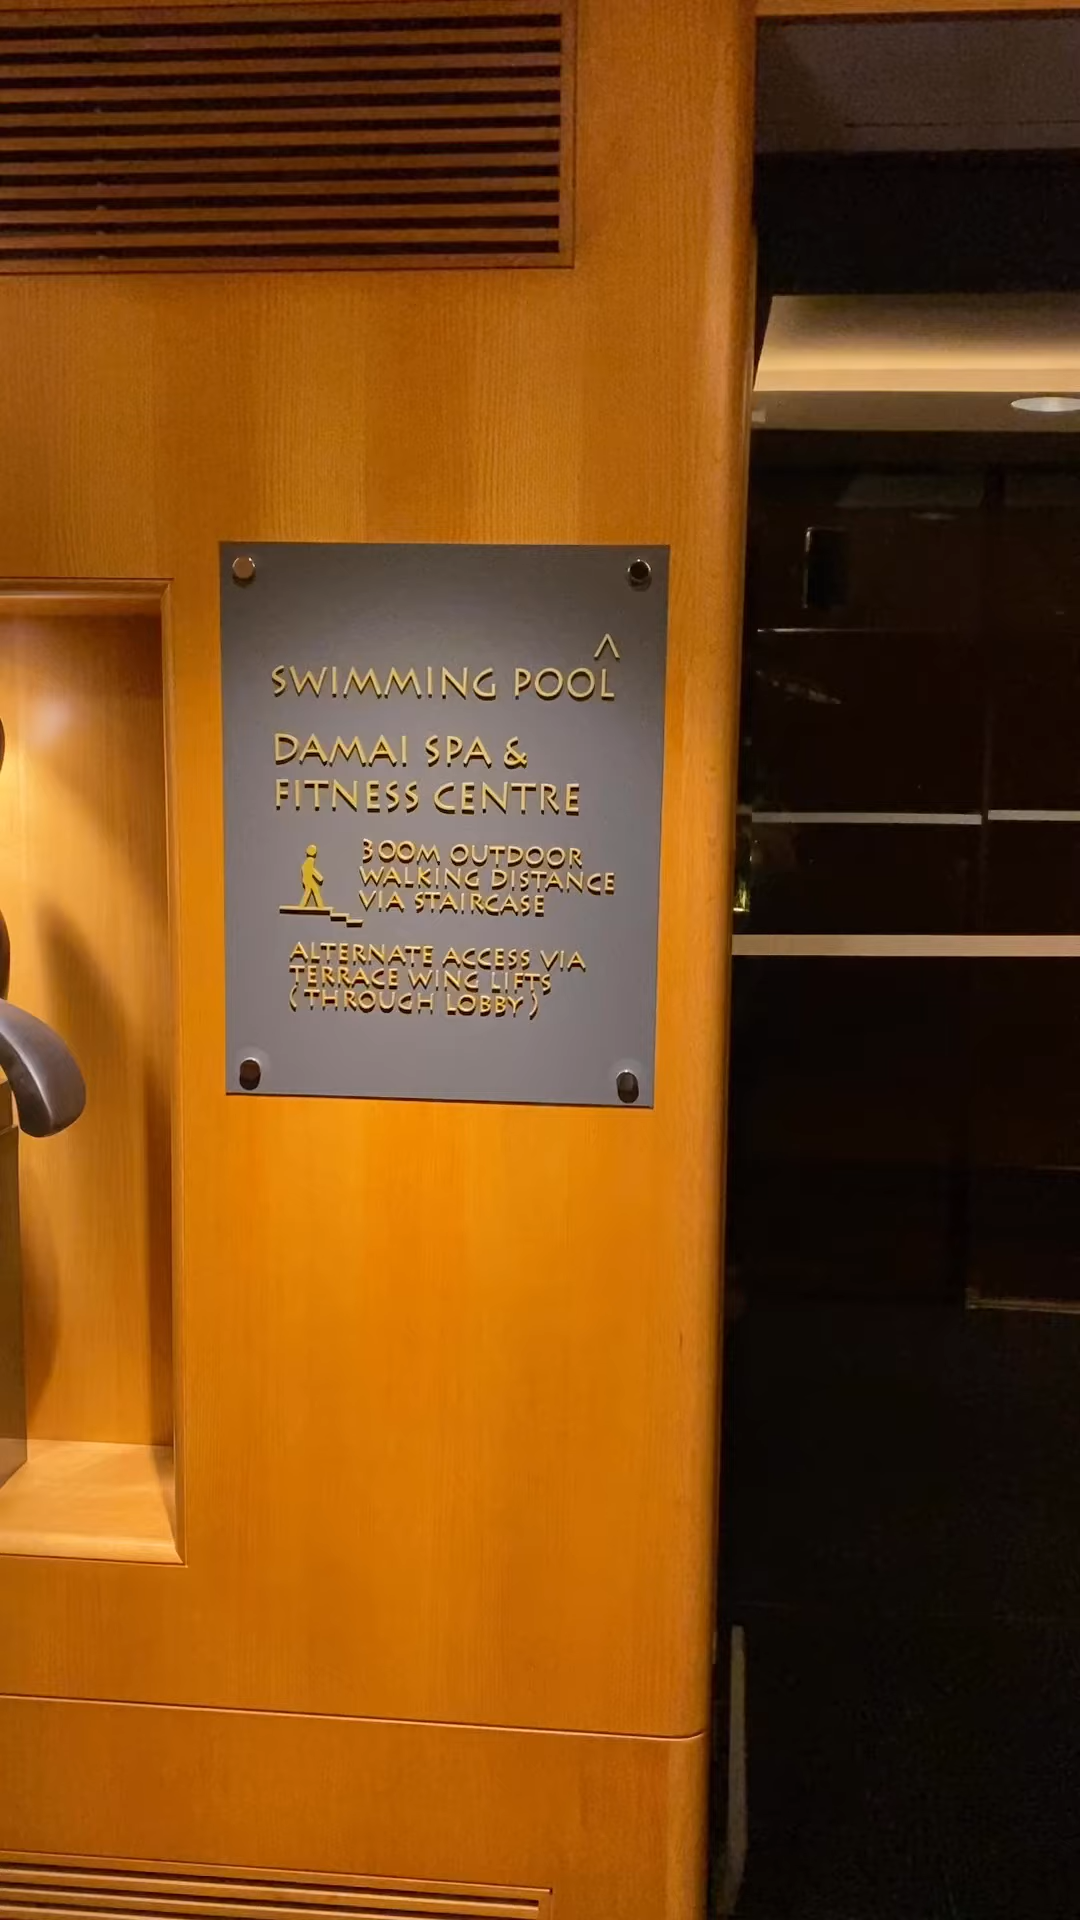 SWIMMING POOL
DAMAI SPA &
FITNESS CENTRE
300M OUTDOOR
WALKING DISTANCE
VIA STAIRCASE
ALTERNATE ACCESS VIA
TERRACE WING LIFTS
(THROUGH LOBBY)